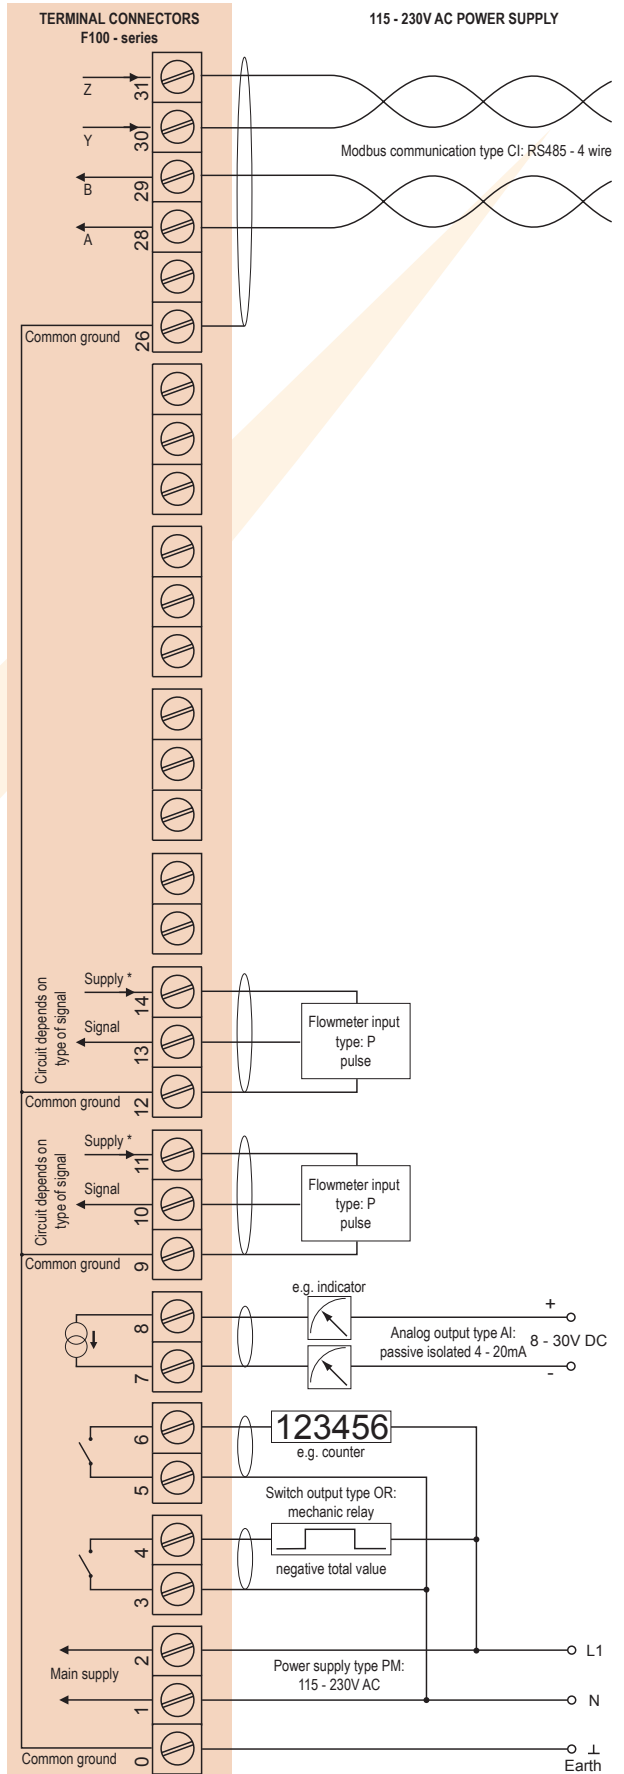 TERMINAL CONNECTORS
F100 - series
115 - 230V AC POWER SUPPLY
Z
31
Y
30
Modbus communication type CI: RS485 - 4 wire
B
29
A
28
Common ground
26
Circuit depends on
type of signal
Supply *
14
Signal
13
Flowmeter input
type: P
pulse
Common ground
12
Circuit depends on
type of signal
Supply *
11
Signal
10
Flowmeter input
type: P
pulse
Common ground
9
e.g. indicator
8
+
Analog output type AI:
passive isolated 4 - 20mA
8 - 30V DC
7
-
6
123456
e.g. counter
5
Switch output type OR:
mechanic relay
4
negative total value
3
2
L1
Main supply
Power supply type PM:
115 - 230V AC
1
N
Common ground
0
Earth